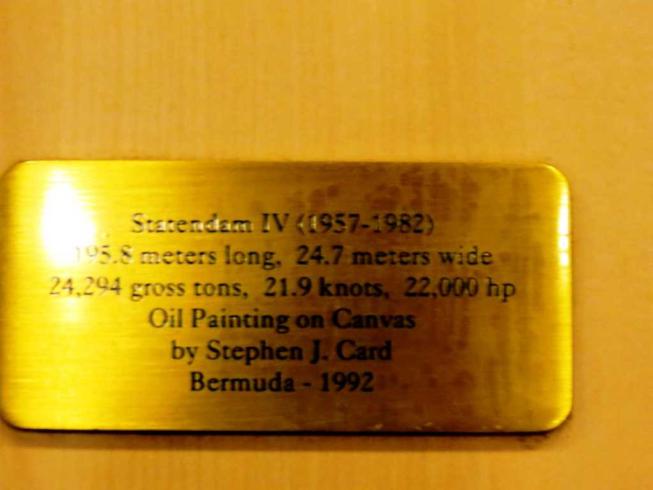 Statendam IV (1957-1982)
195.8 meters long, 24.7 meters wide
24,294 gross tons, 21.9 knots, 22,000 hp
Oil Painting on Canvas
by Stephen J. Card
Bermuda - 1992